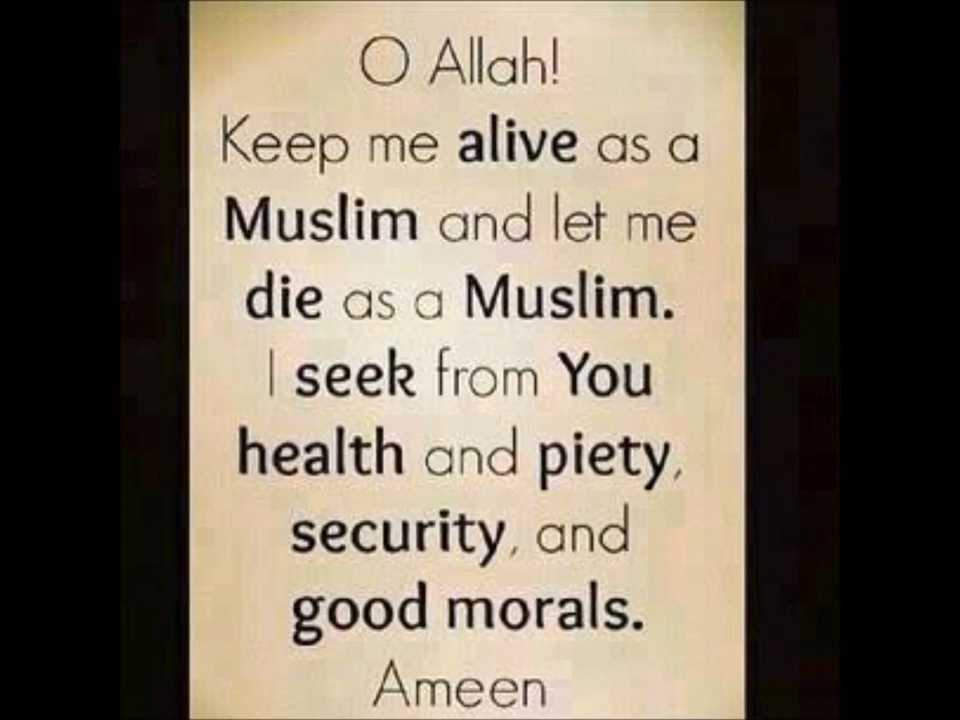 O Allah!
Keep me alive as a
Muslim and let me
die as a Muslim.
I seek from You
health and piety,
security, and
good morals.
Ameen